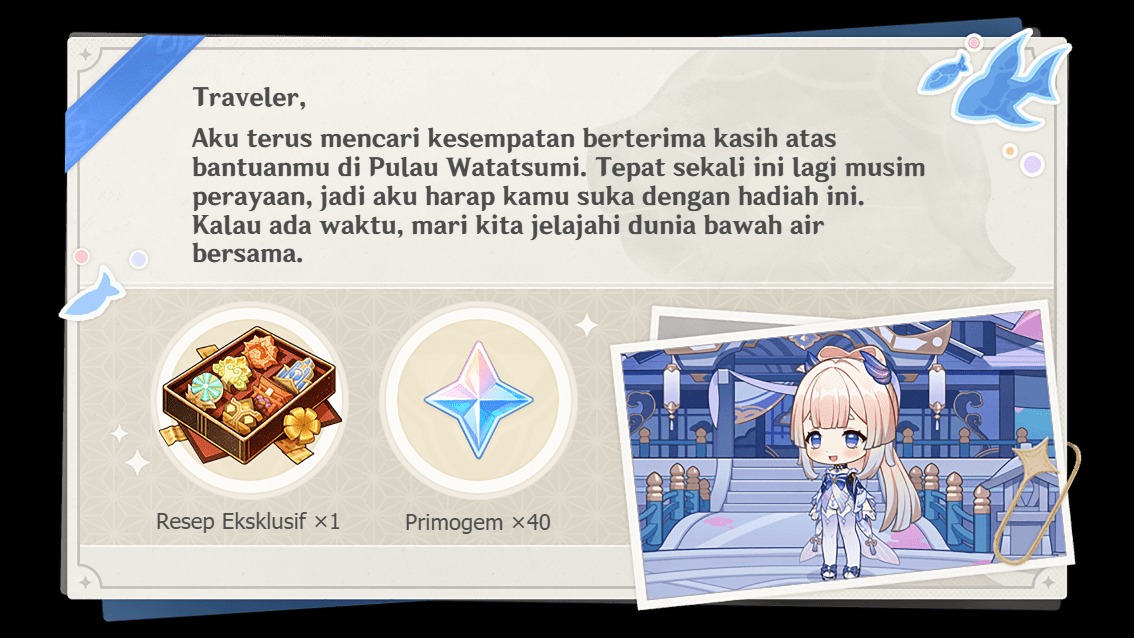 Traveler,
Aku terus mencari kesempatan berterima kasih atas
bantuanmu di Pulau Watatsumi. Tepat sekali ini lagi musim
perayaan, jadi aku harap kamu suka dengan hadiah ini.
Kalau ada waktu, mari kita jelajahi dunia bawah air
bersama.
Resep Eksklusif ×1
Primogem ×40